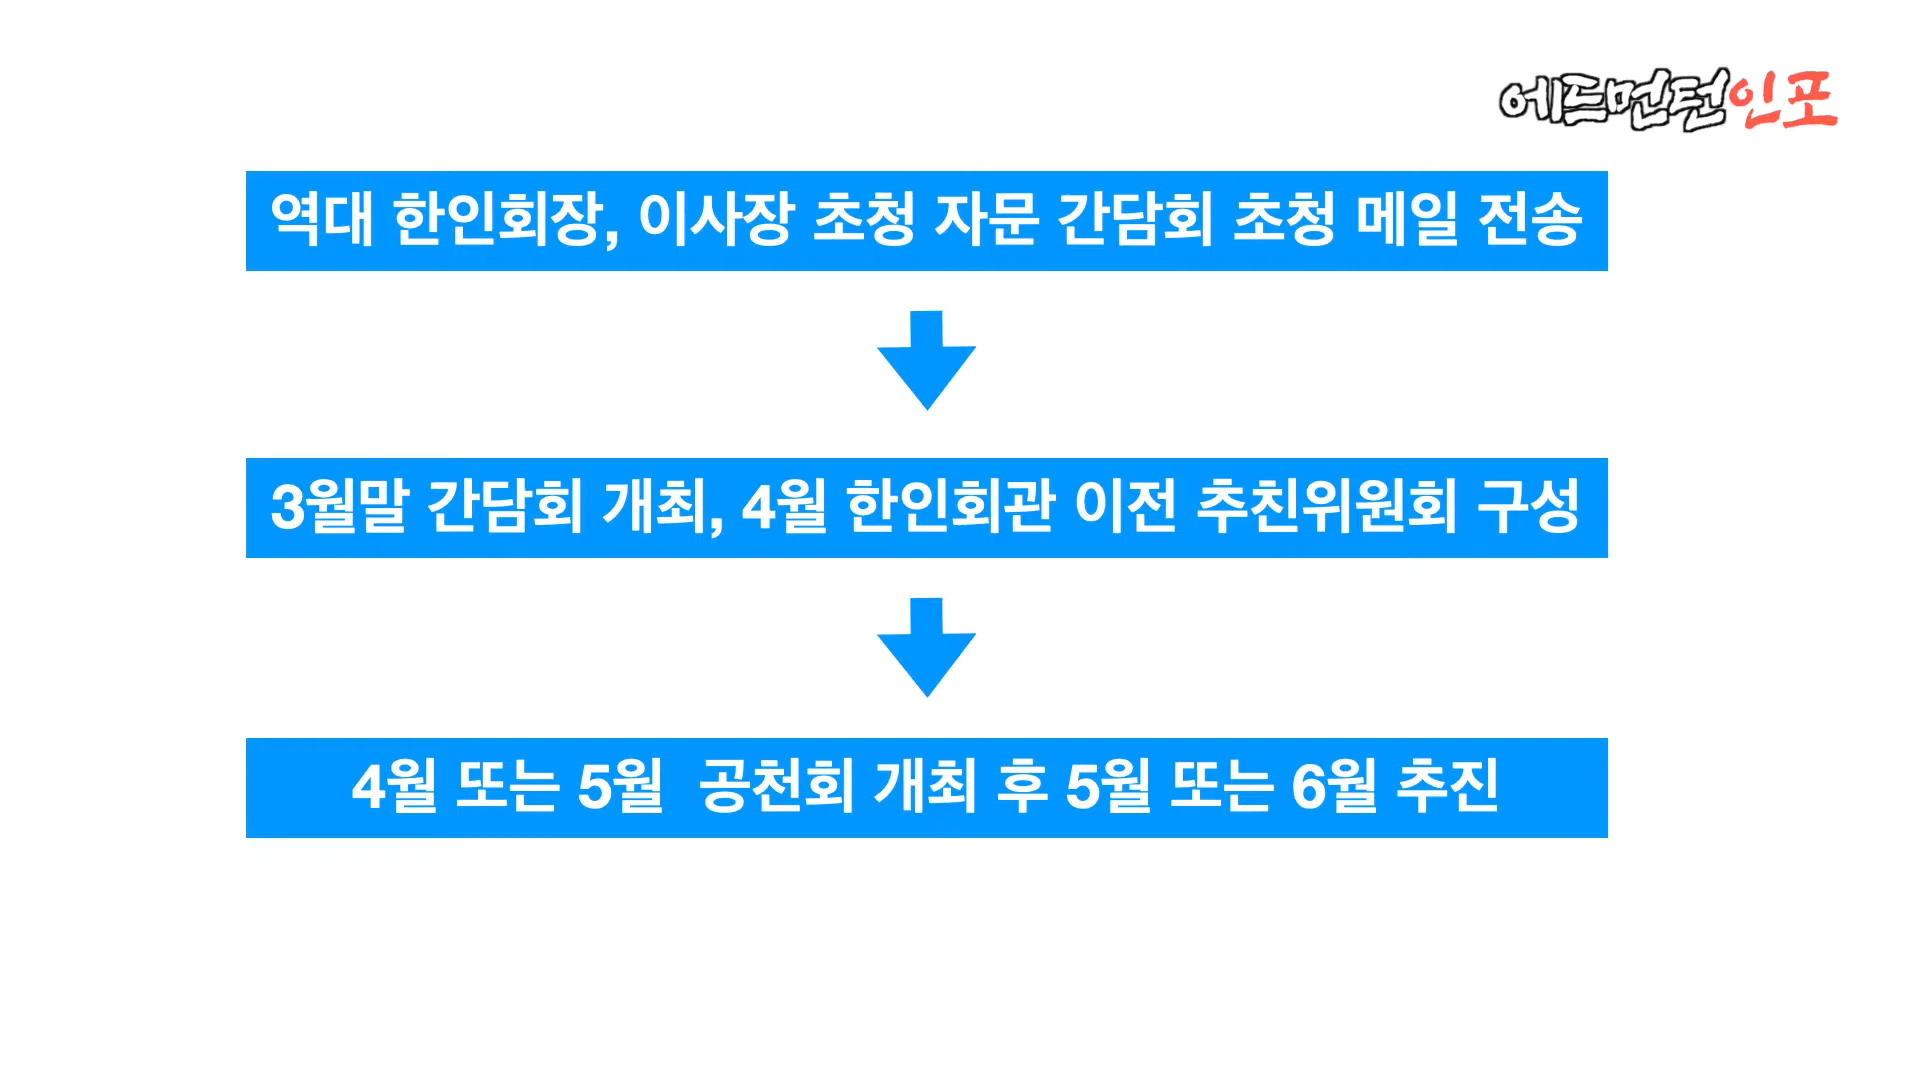 에드먼턴인포
역대 한인회장, 이사장 초청 자문 간담회 초청 메일 전송
3월말 간담회 개최, 4월 한인회관 이전 추친위원회 구성
4월 또는 5월 공천회 개최 후 5월 또는 6월 추진